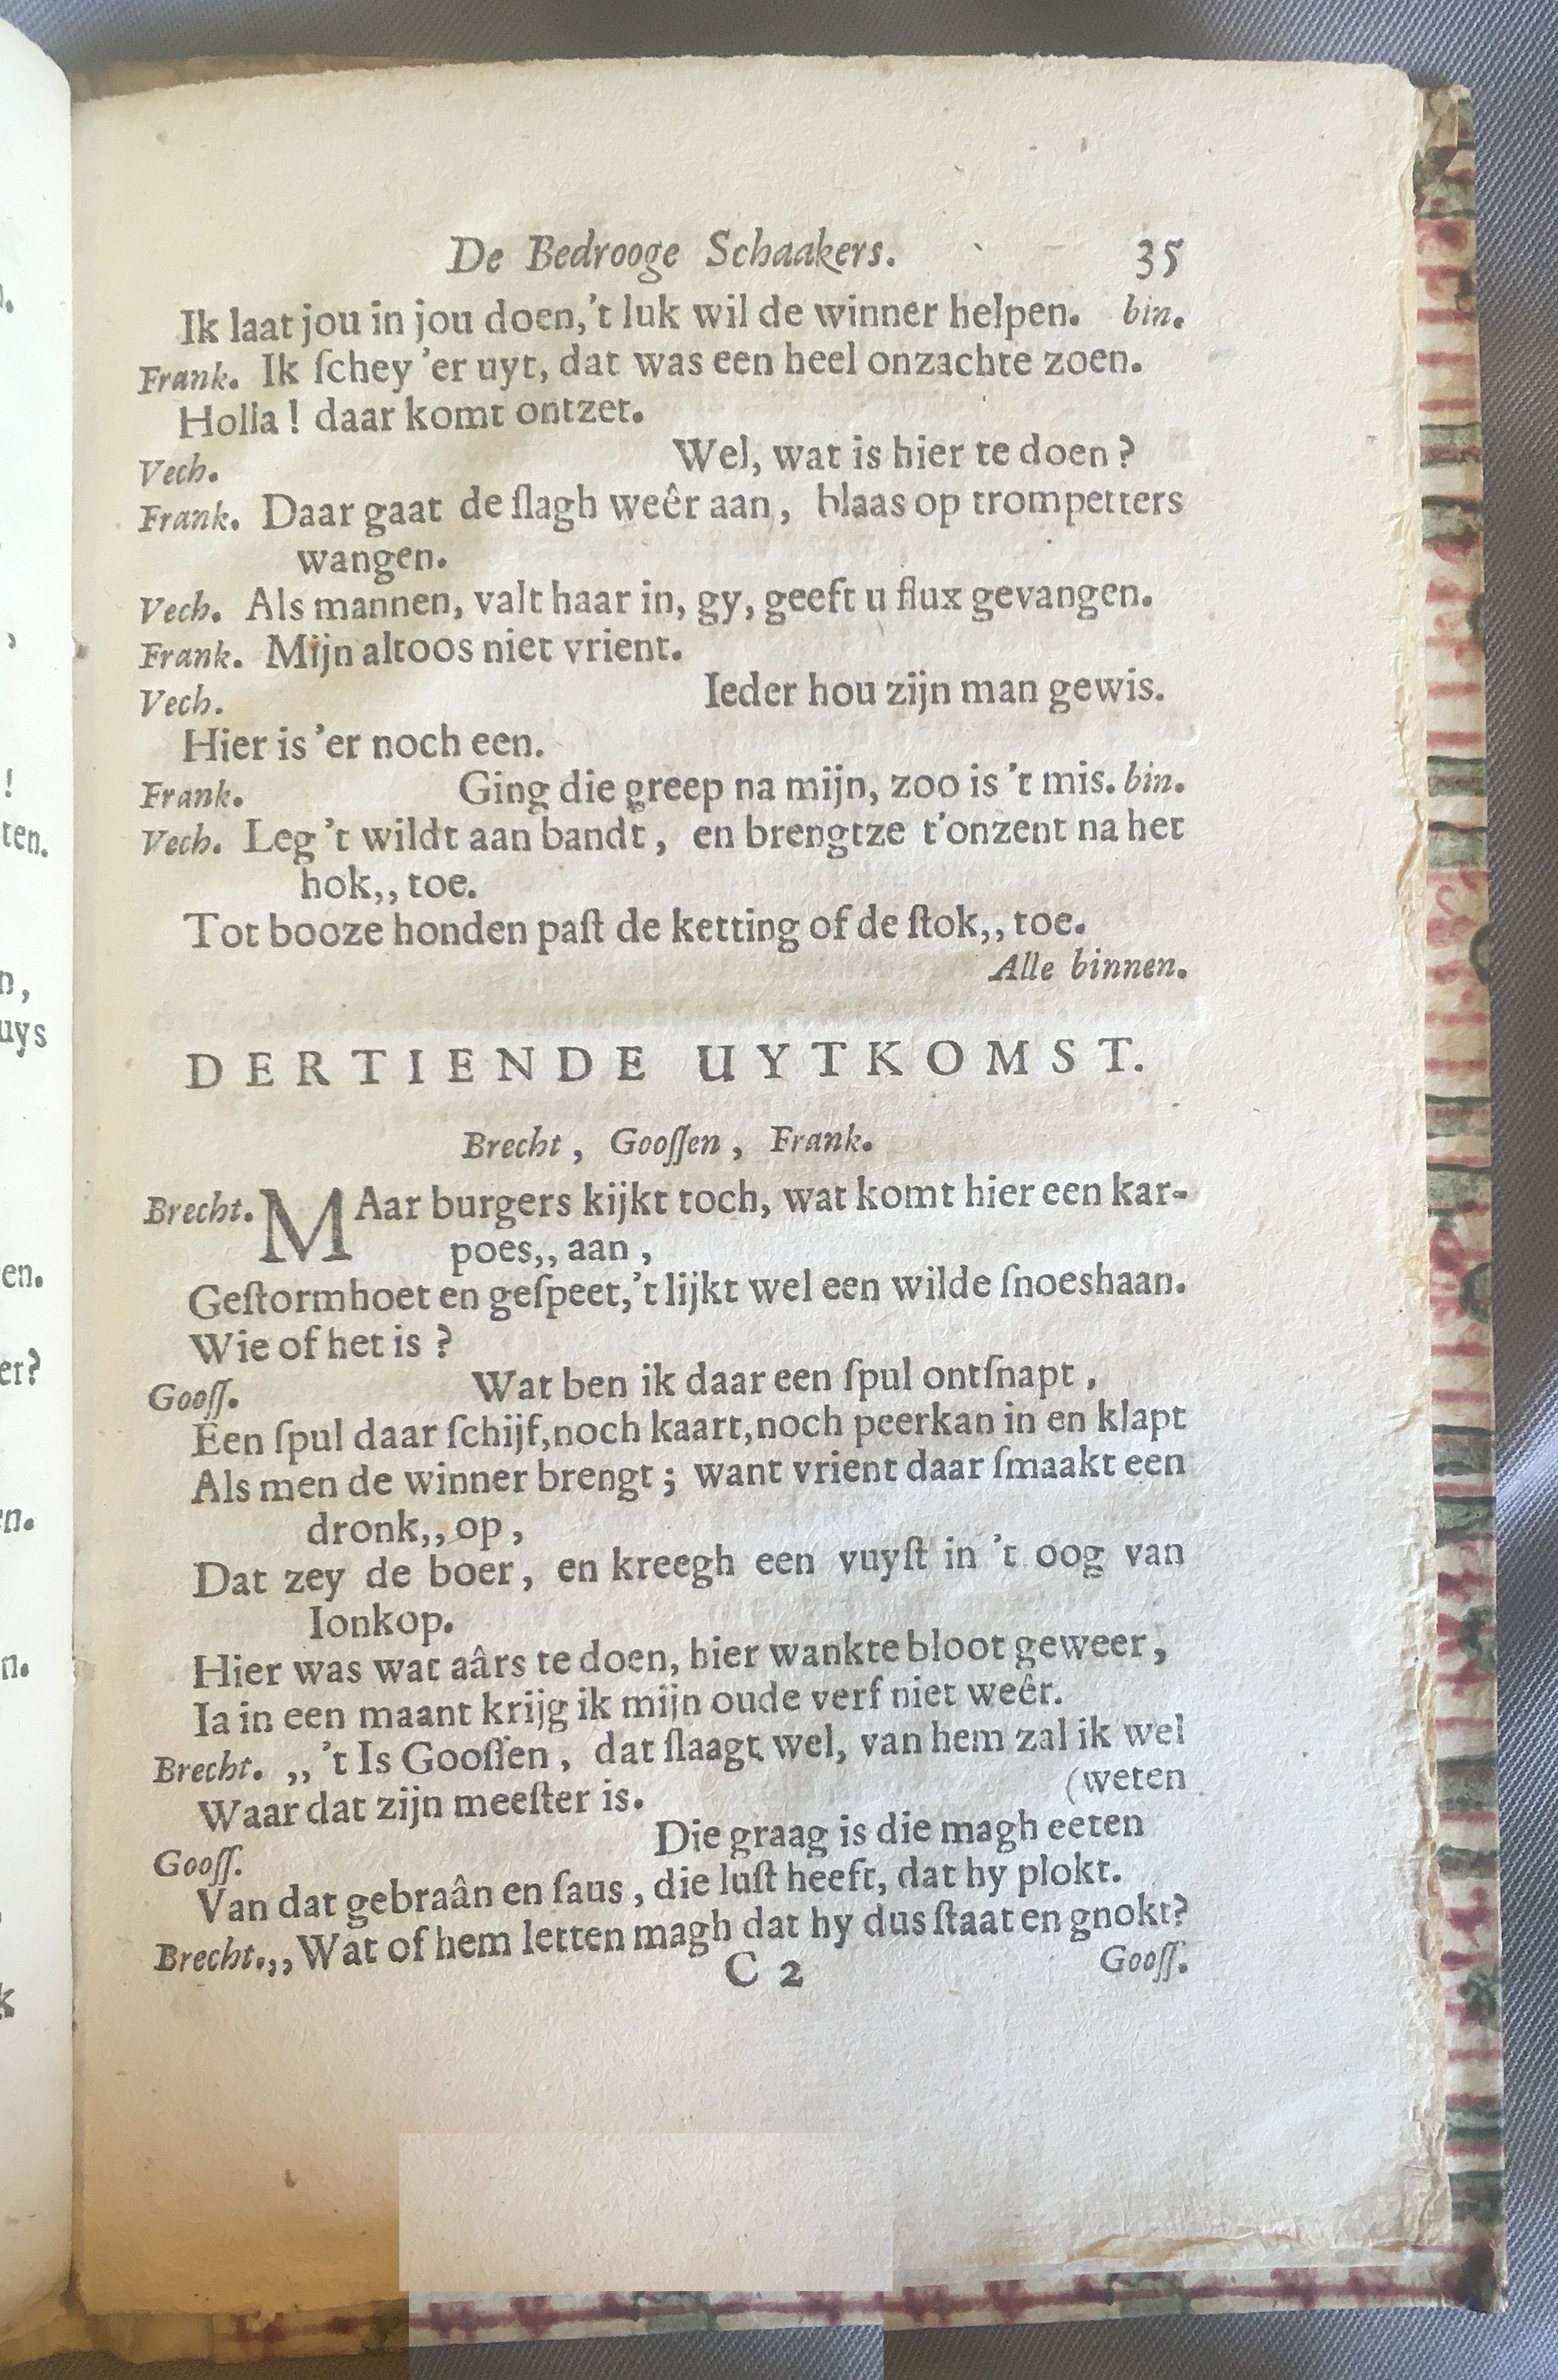 De Bedrooge Schaakers. 35
Ik laat jou in jou doen,'t luk wil de winner helpen. bin.
Frank. Ik ſchey 'er uyt, dat was een heel onzachte zoen.
Holla ! daar komt ontzet.
Vech. Wel, wat is hier te doen ?
Frank. Daar gaat de ſlagh weêr aan, blaas op trompetters
wangen.
Vech. Als mannen, valt haar in, gy, geeft u flux gevangen.
Frank. Mijn altoos niet vrient.
Vech. Ieder hou zijn man gewis.
Hier is 'er noch een.
Frank. Ging die greep na mijn, zoo is 't mis. bin.
Vech. Leg 't wildt aan bandt, en brengtze t'onzent na het
hok,, toe.
Tot booze honden paſt de ketting of de ſtok,, toe.
Alle binnen.
DERTIENDE UYTKOMST.
Brecht, Gooſſen, Frank.
Brecht. MAar burgers kijkt toch, wat komt hier een kar-
poes,, aan,
Geſtormhoet en geſpeet,'t lijkt wel een wilde ſnoeshaan.
Wie of het is ?
Gooſſ. Wat ben ik daar een ſpul ontſnapt,
Een ſpul daar ſchijf,noch kaart,noch peerkan in en klapt
Als men de winner brengt ; want vrient daar ſmaakt een
dronk,, op,
Dat zey de boer, en kreegh een vuyſt in 't oog van
Ionkop.
Hier was wat aârs te doen, hier wankte bloot geweer,
Ia in een maant krijg ik mijn oude verf niet weêr.
Brecht. ,, 't Is Gooſſen, dat ſlaagt wel, van hem zal ik wel
(weten
Waar dat zijn meeſter is.
Gooſſ. Die graag is die magh eeten
Van dat gebraân en ſaus, die luſt heeft, dat hy plokt.
Brecht.,, Wat of hem letten magh dat hy dus ſtaat en gnokt?
C 2 Gooſſ.